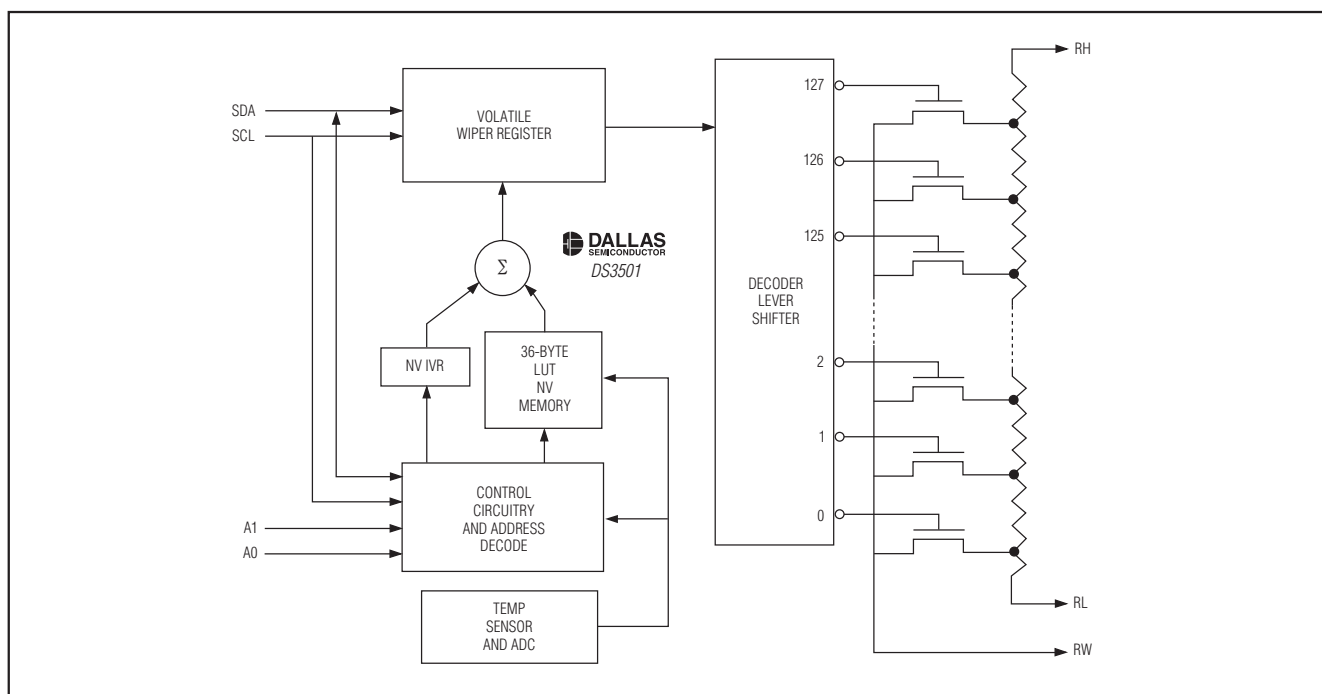 SDA
SCL
VOLATILE
WIPER REGISTER
Σ
DALLAS
SEMICONDUCTOR
DS3501
NV IVR
36-BYTE
LUT
NV
MEMORY
CONTROL
CIRCUITRY
AND ADDRESS
DECODE
A1
A0
TEMP
SENSOR
AND ADC
DECODER
LEVER
SHIFTER
127
126
125
2
1
0
RH
RL
RW